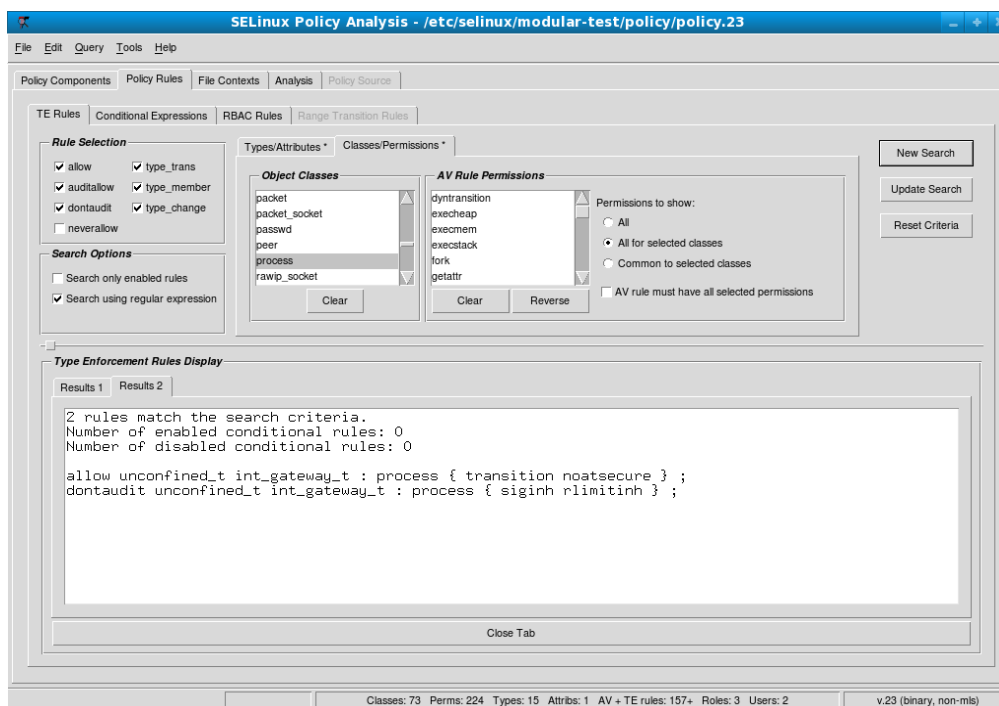 SELinux Policy Analysis - /etc/selinux/modular-test/policy/policy.23
File Edit Query Tools Help
Policy Components Policy Rules File Contexts Analysis Policy Source
TE Rules Conditional Expressions RBAC Rules Range Transition Rules
Rule Selection
allow type_trans
auditallow type_member
dontaudit type_change
neverallow
Search Options
Search only enabled rules
Search using regular expression
Types/Attributes * Classes/Permissions *
Object Classes
packet
packet_socket
passwd
peer
process
rawip_socket
Clear
AV Rule Permissions
dyntransition
execheap
execmem
execstack
fork
getattr
Clear Reverse
Permissions to show:
All
All for selected classes
Common to selected classes
AV rule must have all selected permissions
New Search
Update Search
Reset Criteria
Type Enforcement Rules Display
Results 1 Results 2
2 rules match the search criteria.
Number of enabled conditional rules: 0
Number of disabled conditional rules: 0
allow unconfined_t int_gateway_t : process { transition noatsecure } ;
dontaudit unconfined_t int_gateway_t : process { siginh rlimitinh } ;
Close Tab
Classes: 73 Perms: 224 Types: 15 Attribs: 1 AV + TE rules: 157+ Roles: 3 Users: 2
v.23 (binary, non-mls)